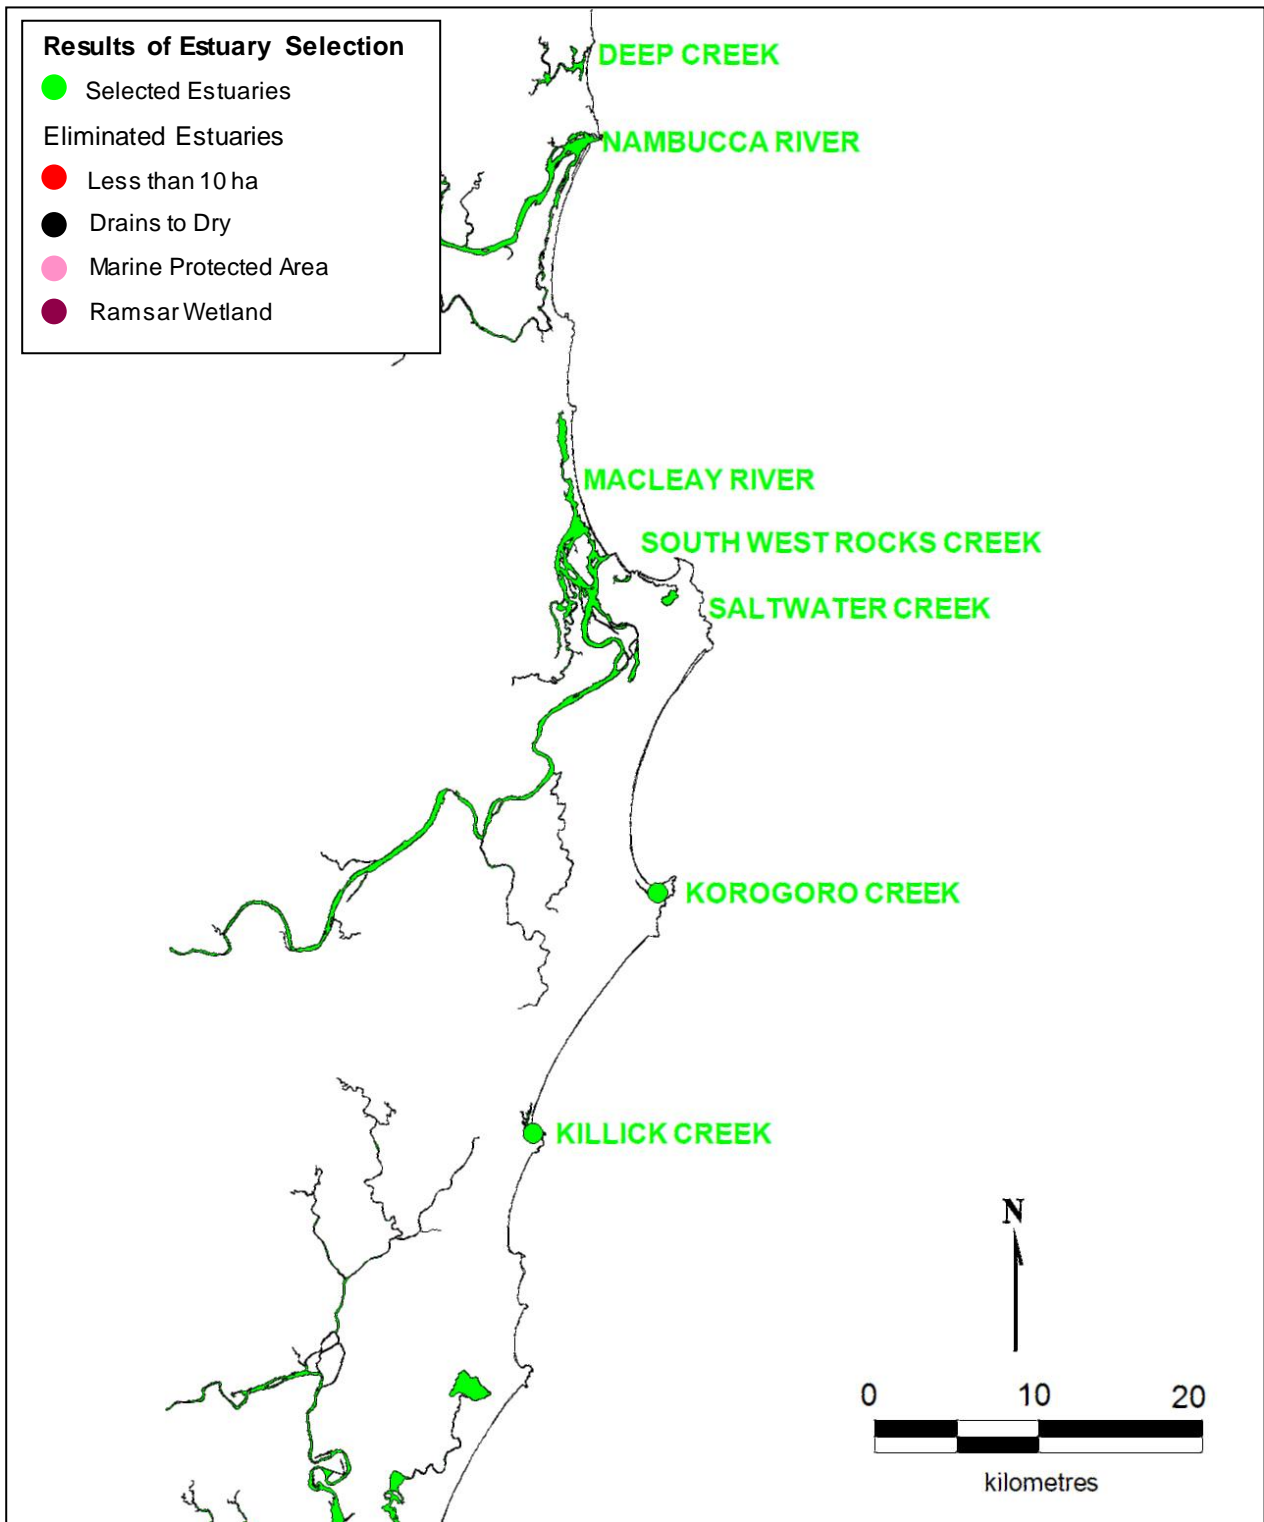 Results of Estuary Selection
Selected Estuaries
Eliminated Estuaries
Less than 10 ha
Drains to Dry
Marine Protected Area
Ramsar Wetland
DEEP CREEK
NAMBUCCA RIVER
MACLEAY RIVER
SOUTH WEST ROCKS CREEK
SALTWATER CREEK
KOROGORO CREEK
KILLICK CREEK
N
0 10 20
kilometres